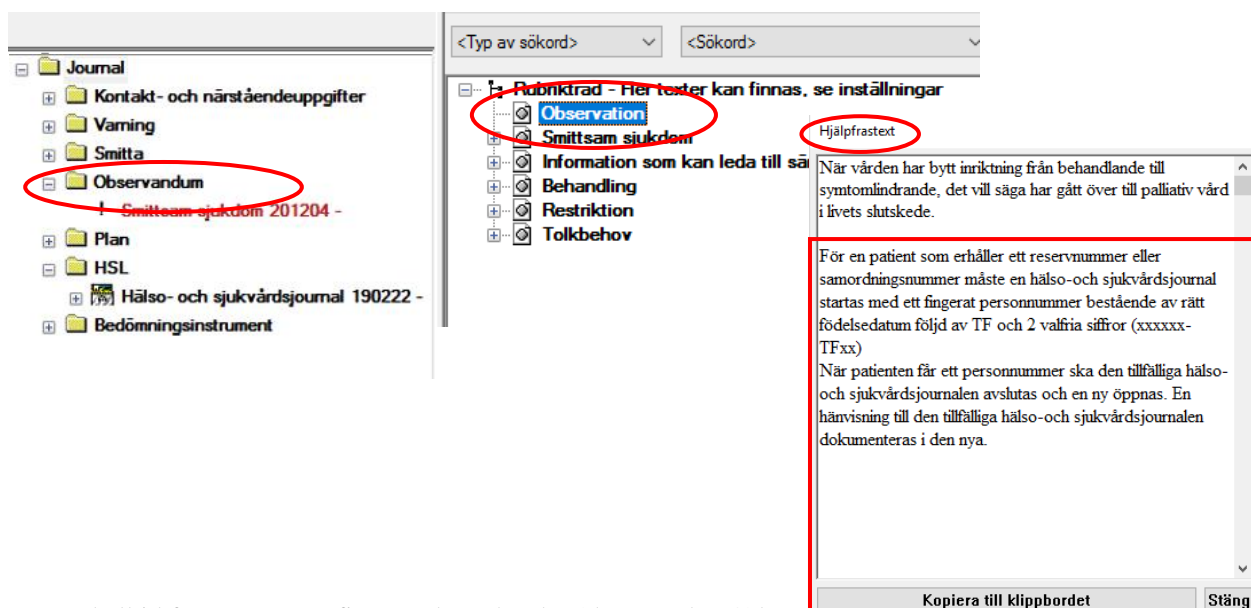 Journal
Kontakt- och närståendeuppgifter
Varning
Smitta
Observandum
! Smittsam sjukdom 201204 -
Plan
HSL
Hälso- och sjukvårdsjournal 190222 -
Bedömningsinstrument
<Typ av sökord>
<Sökord>
Rubrikträd - Fler texter kan finnas, se inställningar
Observation
Smittsam sjukdom
Information som kan leda till
Behandling
Restriktion
Tolkbehov
Hjälpfrastext
När vården har bytt inriktning från behandlande till
symtomlindrande, det vill säga har gått över till palliativ vård
i livets slutskede.
För en patient som erhåller ett reservnummer eller
samordningsnummer måste en hälso-och sjukvårdsjournal
startas med ett fingerat personnummer bestående av rätt
födelsedatum följd av TF och 2 valfria siffror (xxxxxx-
TFxx)
När patienten får ett personnummer ska den tillfälliga hälso-
och sjukvårdsjournalen avslutas och en ny öppnas. En
hänvisning till den tillfälliga hälso-och sjukvårdsjournalen
dokumenteras i den nya.
Kopiera till klippbordet
Stäng